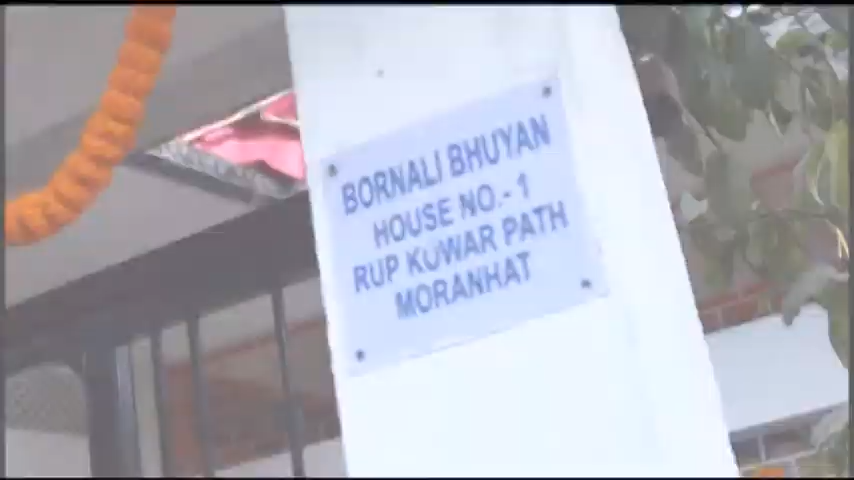 BORNALI BHUYAN
HOUSE NO.- 1
RUP KUWAR PATH
MORANHAT